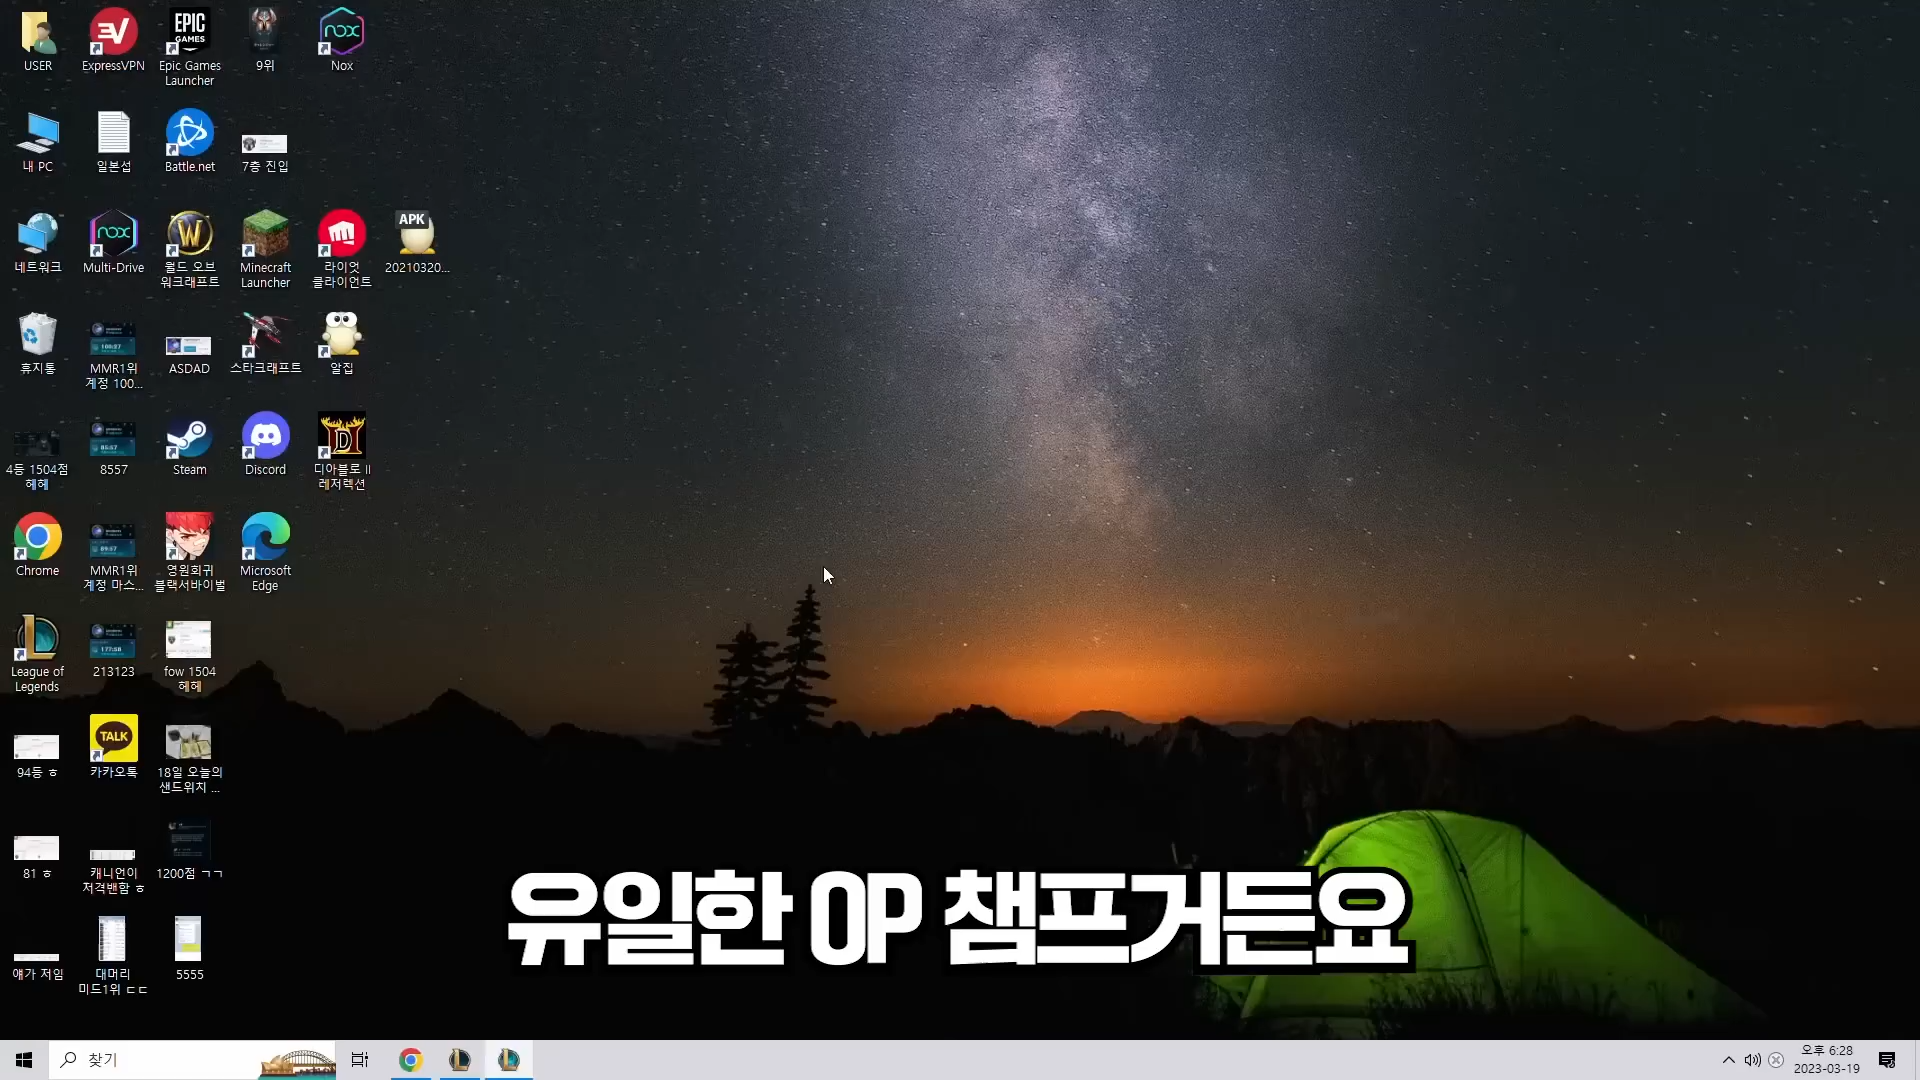 USER
ExpressVPN
EPIC
GAMES
Epic Games
Launcher
9위
nox
Nox
내 PC
일본섭
Battle.net
7층 진입
네트워크
nox
Multi-Drive
월드 오브
워크래프트
Minecraft
Launcher
라이엇
클라이언트
APK
20210320...
휴지통
MMR1위
계정 100...
ASDAD
스타크래프트
알집
4등 1504점
헤헤
8557
Steam
Discord
디아블로 II
레저렉션
Chrome
MMR1위
계정 마스...
영원회귀
블랙서바이벌
Microsoft
Edge
League of
Legends
213123
fow 1504
헤헤
94등 ㅎ
TALK
카카오톡
18일 오늘의
샌드위치 ...
81 ㅎ
캐니언이
저격밴함 ㅎ
1200점 ㄱㄱ
얘가 저임
대머리
미드1위 ㄷㄷ
5555
유일한 OP 챔프거든요
찾기
오후 6:28
2023-03-19